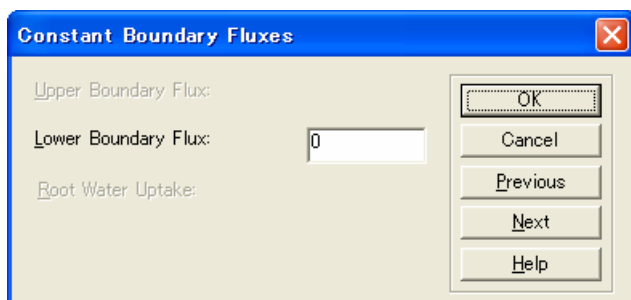 Constant Boundary Fluxes
Upper Boundary Flux:
Lower Boundary Flux:
0
Root Water Uptake:
OK
Cancel
Previous
Next
Help